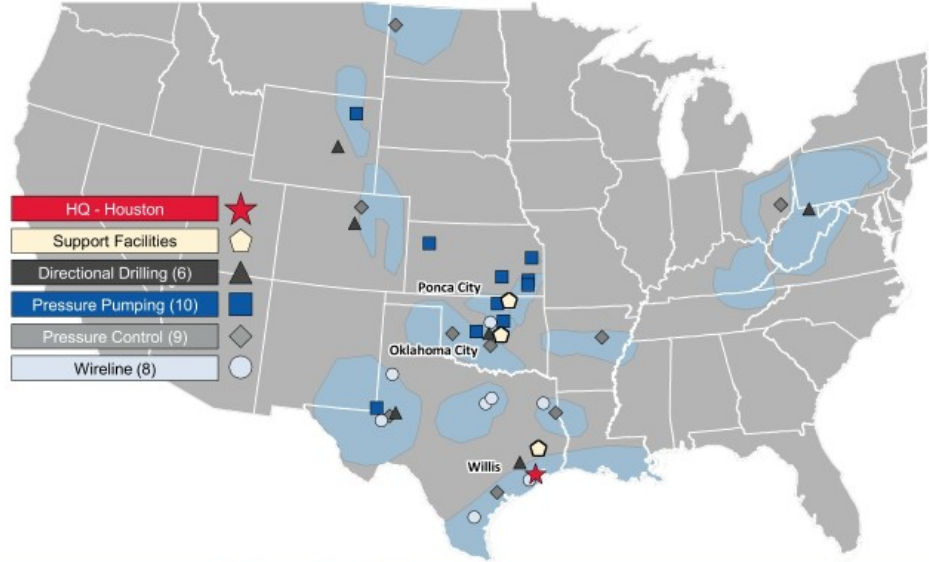 HQ - Houston
Support Facilities
Directional Drilling (6)
Pressure Pumping (10)
Pressure Control (9)
Wireline (8)
Ponca City
Oklahoma City
Willis